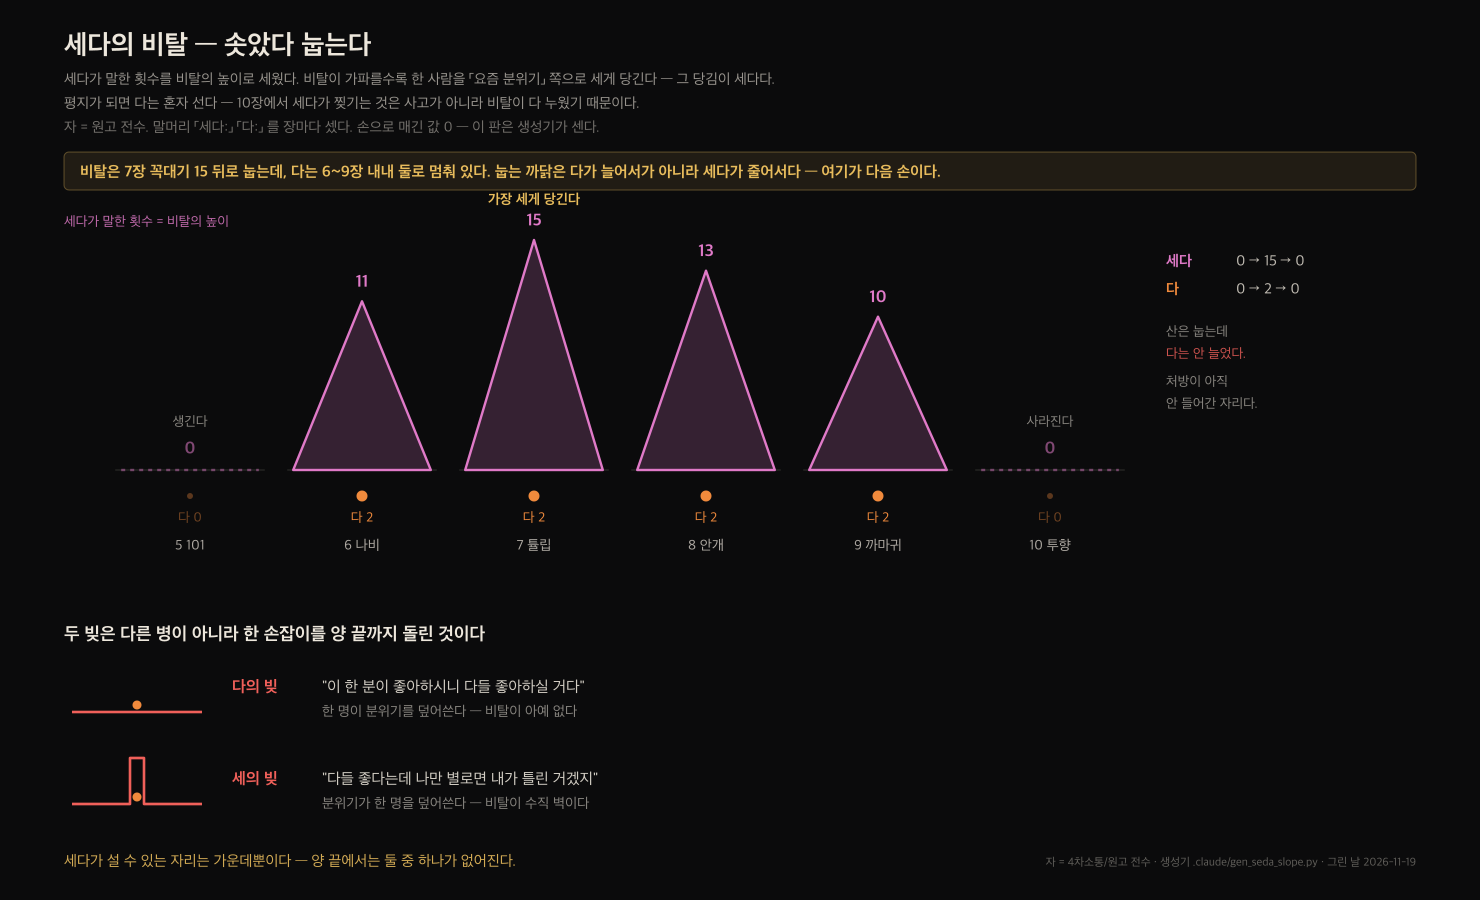 세다의 비탈 — 솟았다 눕는다
세다가 말한 횟수를 비탈의 높이로 세웠다. 비탈이 가파를수록 한 사람을 「요즘 분위기」 쪽으로 세게 당긴다 — 그 당김이 세다다.
평지가 되면 다는 혼자 선다 — 10장에서 세다가 찢기는 것은 사고가 아니라 비탈이 다 누웠기 때문이다.
자 = 원고 전수. 말머리 「세다:」 「다:」 를 장마다 셌다. 손으로 매긴 값 0 — 이 판은 생성기가 센다.
비탈은 7장 꼭대기 15 뒤로 눕는데, 다는 6~9장 내내 둘로 멈춰 있다. 눕는 까닭은 다가 늘어서가 아니라 세다가 줄어서다 — 여기가 다음 손이다.
세다가 말한 횟수 = 비탈의 높이
가장 세게 당긴다
15
13
11
10
생긴다
0
사라진다
0
다 0
다 2
다 2
다 2
다 2
다 0
5 101
6 나비
7 튤립
8 안개
9 까마귀
10 투항
세다 0 → 15 → 0
다 0 → 2 → 0
산은 눕는데
다는 안 늘었다.
처방이 아직
안 들어간 자리다.
두 빚은 다른 병이 아니라 한 손잡이를 양 끝까지 돌린 것이다
다의 빚 "이 한 분이 좋아하시니 다들 좋아하실 거다"
한 명이 분위기를 덮어쓴다 — 비탈이 아예 없다
세의 빚 "다들 좋다는데 나만 별로면 내가 틀린 거겠지"
분위기가 한 명을 덮어쓴다 — 비탈이 수직 벽이다
세다가 설 수 있는 자리는 가운데뿐이다 — 양 끝에서는 둘 중 하나가 없어진다.
자 = 4차소통/원고 전수 · 생성기 .claude/gen_seda_slope.py · 그린 날 2026-11-19